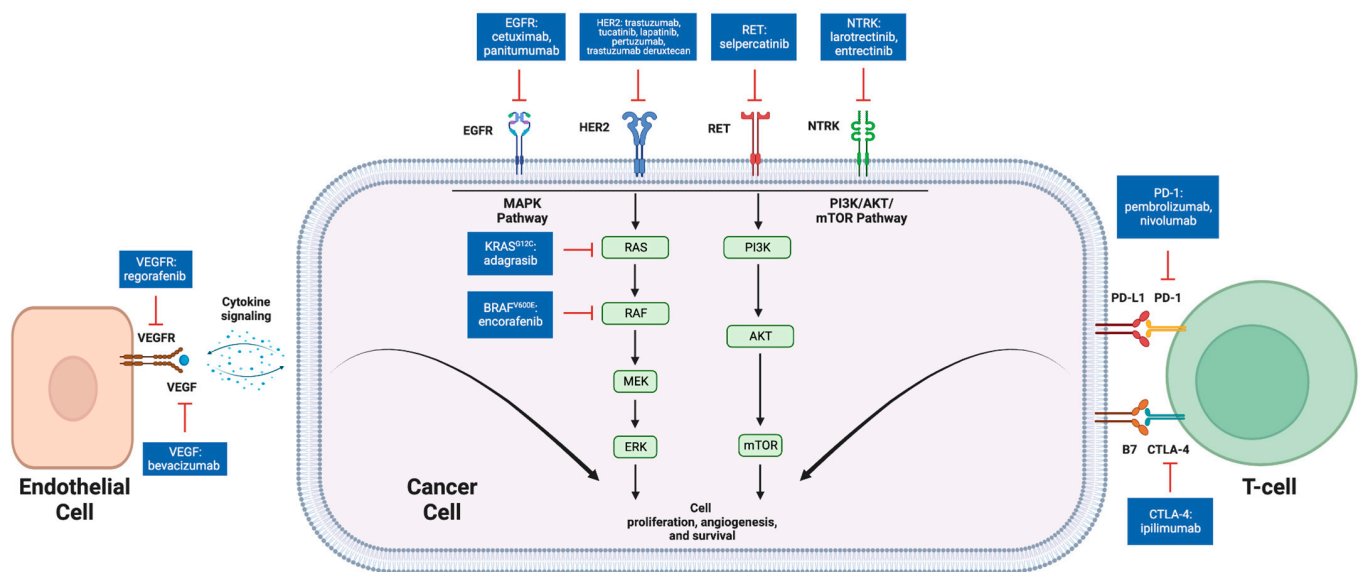 EGFR:
cetuximab,
panitumumab
HER2: trastuzumab,
tucatinib, lapatinib,
pertuzumab,
trastuzumab deruxtecan
RET:
selpercatinib
NTRK:
larotrectinib,
entrectinib
EGFR
HER2
RET
NTRK
MAPK
Pathway
PI3K/AKT/
mTOR Pathway
KRASG12C:
adagrasib
RAS
PI3K
BRAFV600E:
encorafenib
RAF
AKT
MEK
ERK
mTOR
Cell
proliferation, angiogenesis,
and survival
Cancer
Cell
VEGFR:
regorafenib
Cytokine
signaling
VEGFR
VEGF
VEGF:
bevacizumab
Endothelial
Cell
PD-1:
pembrolizumab,
nivolumab
PD-L1 PD-1
B7 CTLA-4
CTLA-4:
ipilimumab
T-cell